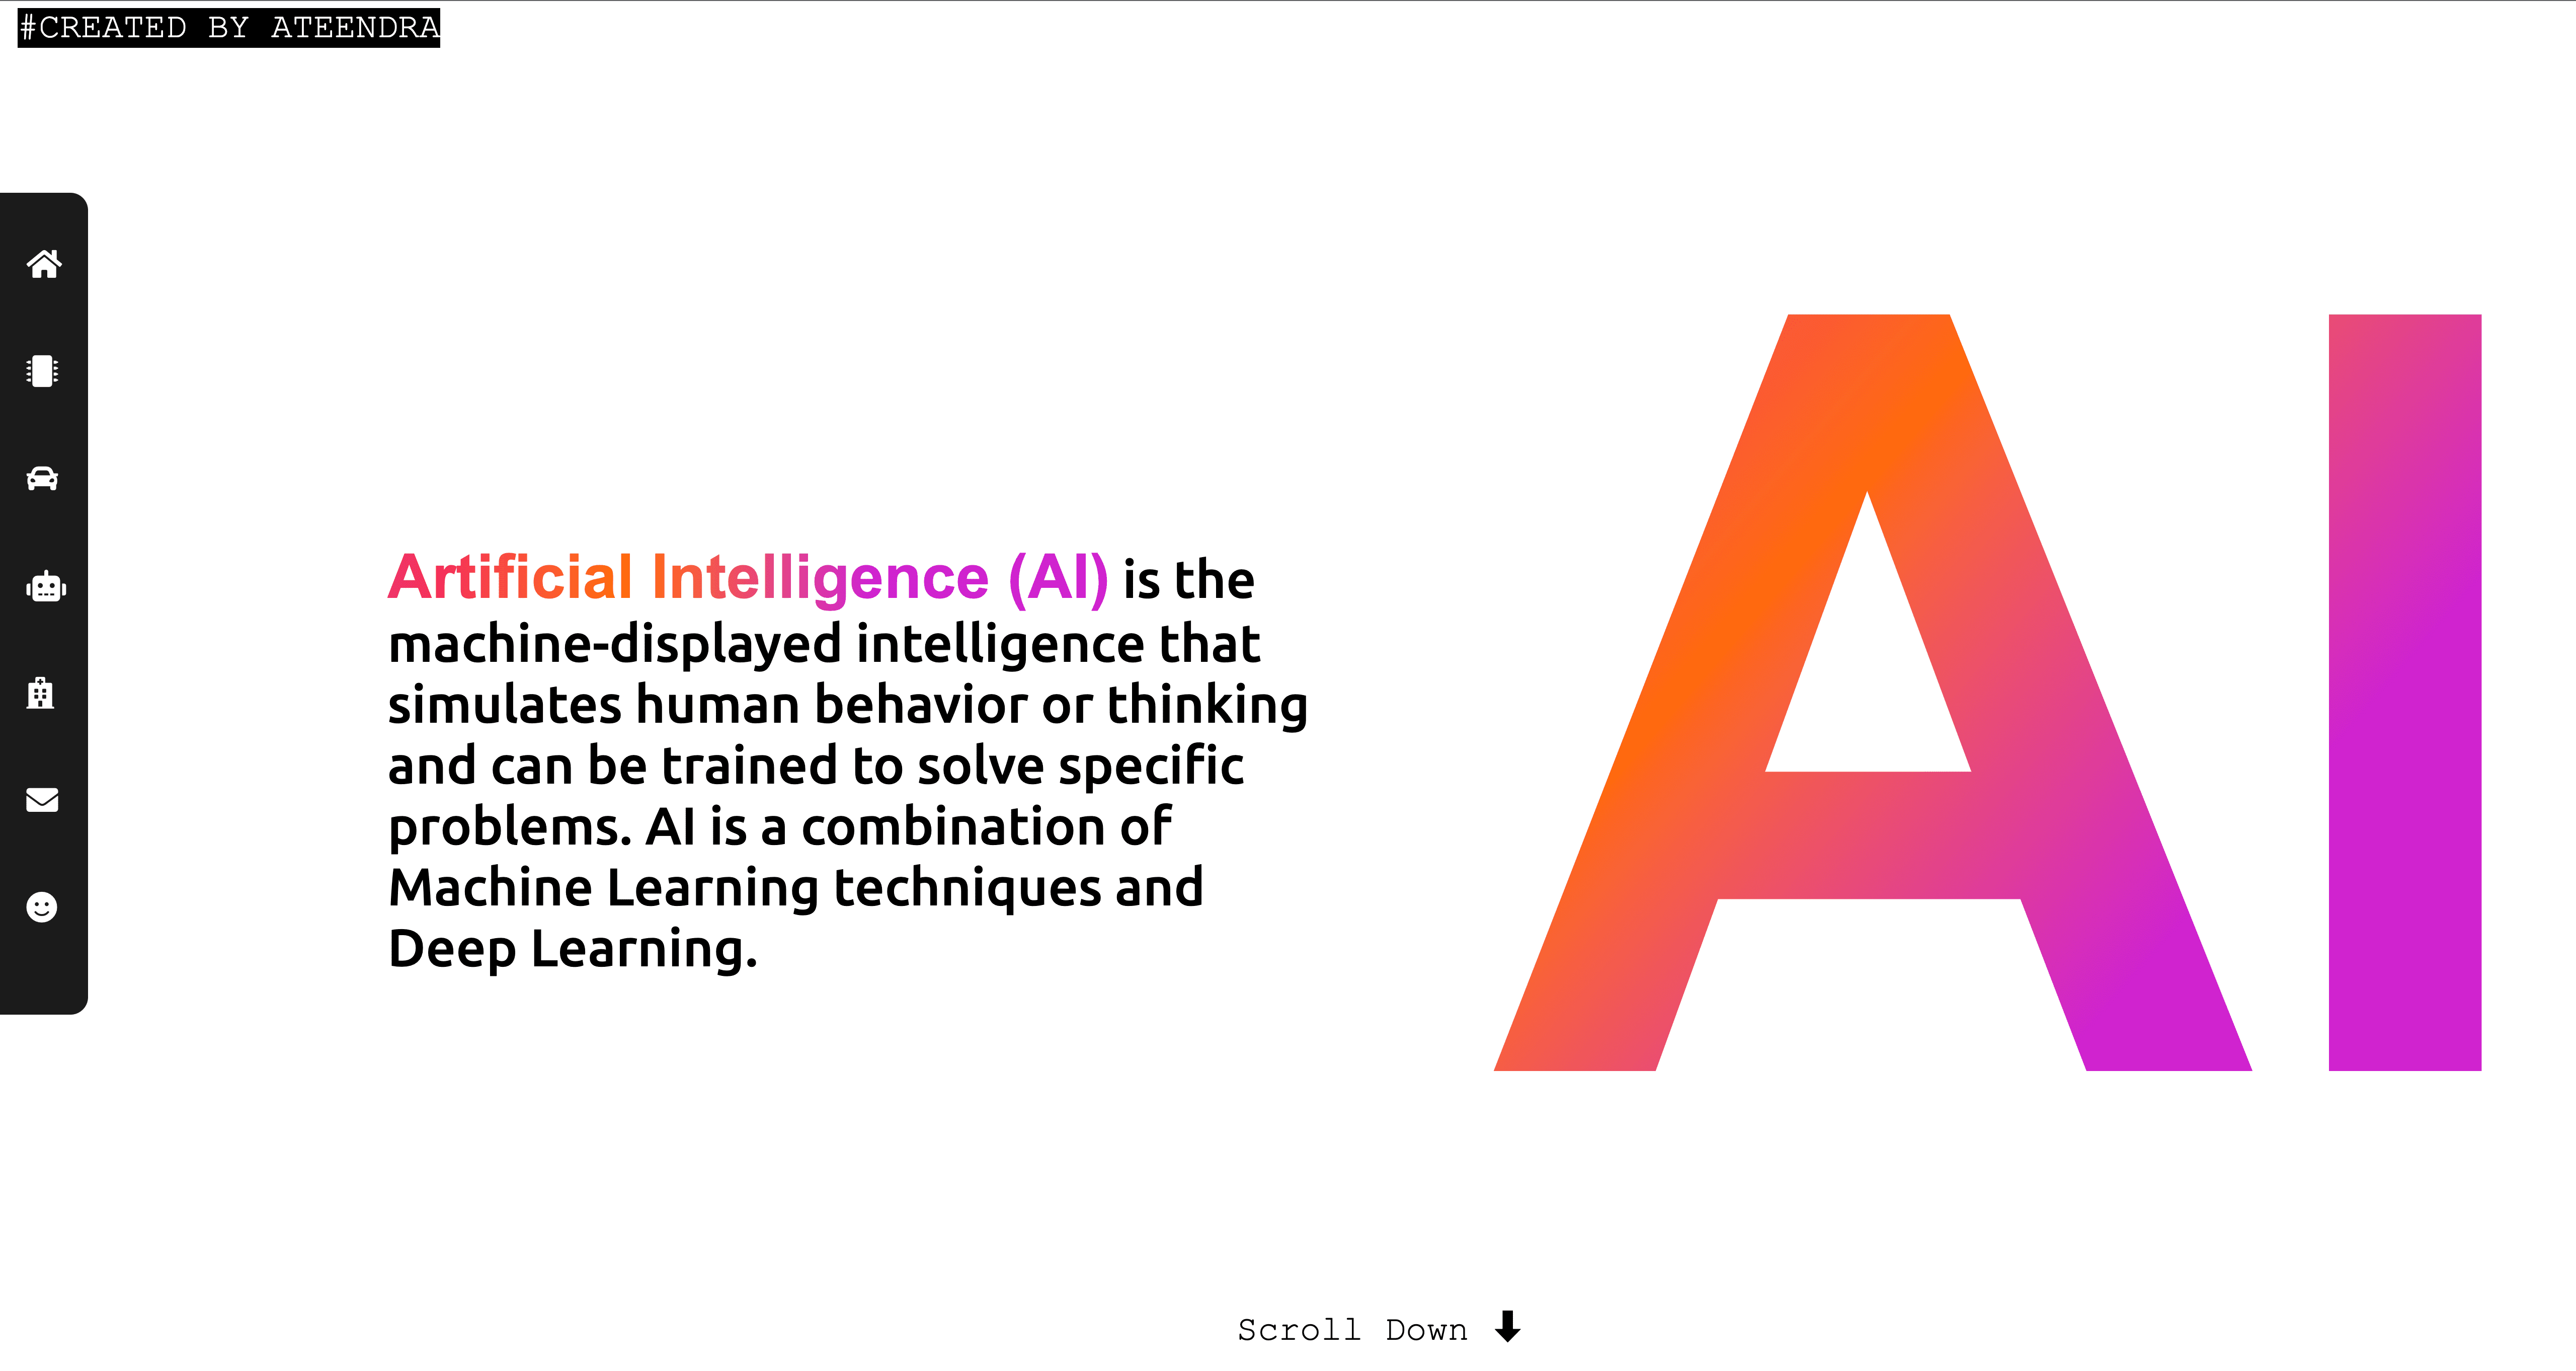 #CREATED BY ATEENDRA
Artificial Intelligence (AI) is the
machine-displayed intelligence that
simulates human behavior or thinking
and can be trained to solve specific
problems. AI is a combination of
Machine Learning techniques and
Deep Learning.
AI
Scroll Down